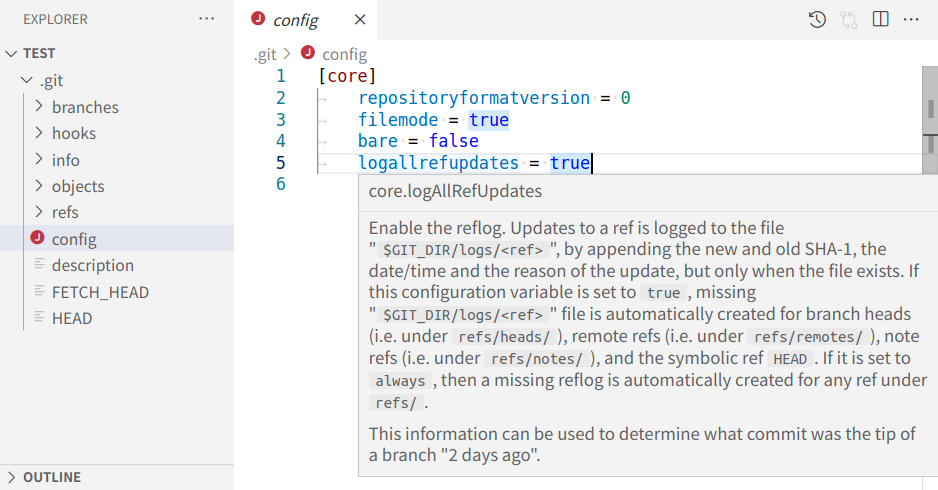 EXPLORER
TEST
.git
branches
hooks
info
objects
refs
J config
description
FETCH_HEAD
HEAD
OUTLINE
J config
.git > J config
1 [core]
2 repositoryformatversion = 0
3 filemode = true
4 bare = false
5 logallrefupdates = true
6
core.logAllRefUpdates
Enable the reflog. Updates to a ref is logged to the file
"$GIT_DIR/logs/<ref>", by appending the new and old SHA-1, the
date/time and the reason of the update, but only when the file exists. If
this configuration variable is set to true, missing
"$GIT_DIR/logs/<ref>" file is automatically created for branch heads
(i.e. under refs/heads/), remote refs (i.e. under refs/remotes/), note
refs (i.e. under refs/notes/), and the symbolic ref HEAD. If it is set to
always, then a missing reflog is automatically created for any ref under
refs/.
This information can be used to determine what commit was the tip of
a branch "2 days ago".